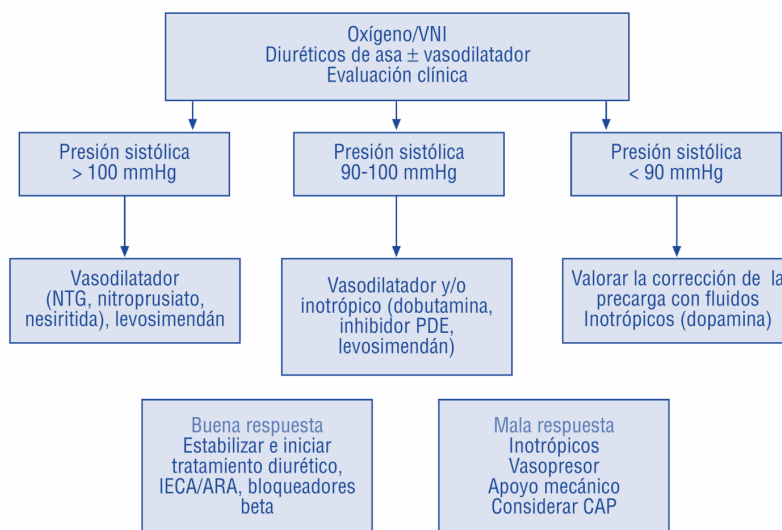 Oxígeno/VNI
Diuréticos de asa ± vasodilatador
Evaluación clínica
Presión sistólica
> 100 mmHg
Presión sistólica
90-100 mmHg
Presión sistólica
< 90 mmHg
Vasodilatador
(NTG, nitroprusiato,
nesiritida), levosimendán
Vasodilatador y/o
inotrópico (dobutamina,
inhibidor PDE,
levosimendán)
Valorar la corrección de la
precarga con fluidos
Inotrópicos (dopamina)
Buena respuesta
Estabilizar e iniciar
tratamiento diurético,
IECA/ARA, bloqueadores
beta
Mala respuesta
Inotrópicos
Vasopresor
Apoyo mecánico
Considerar CAP